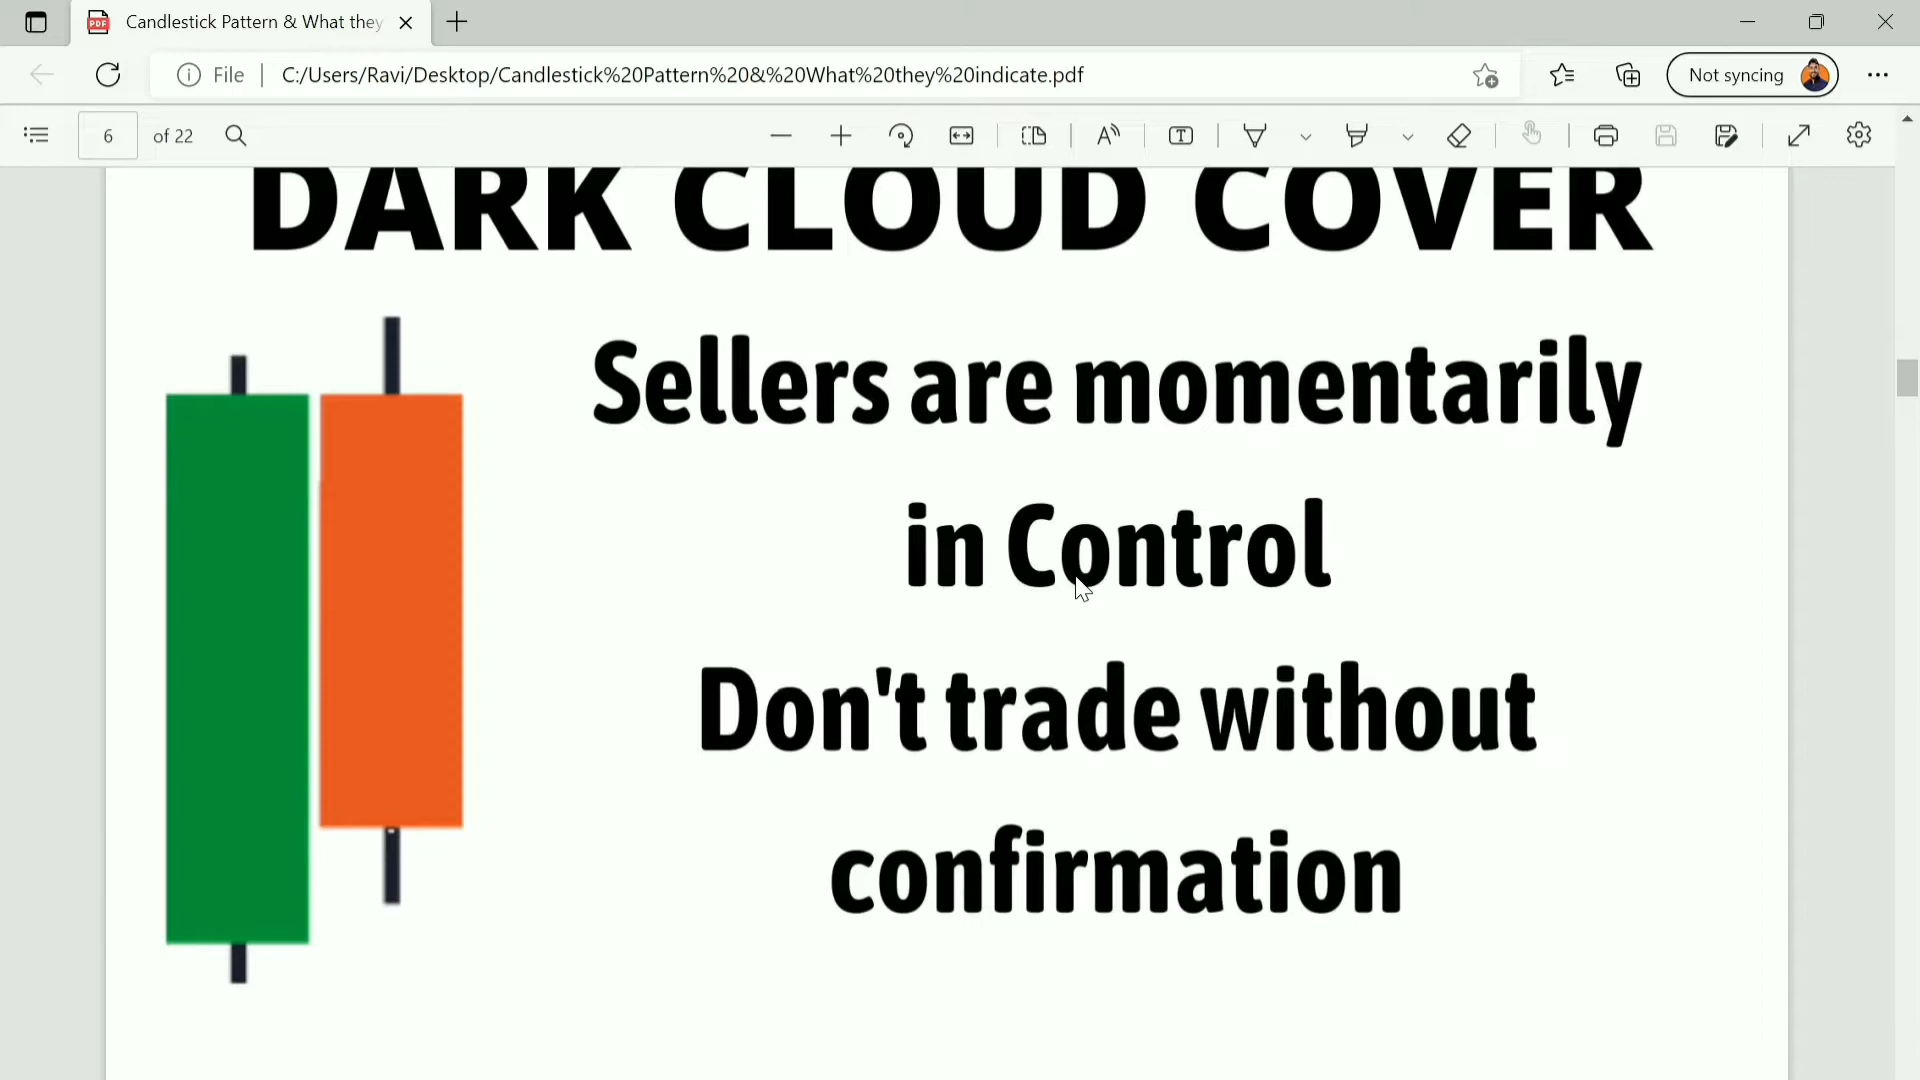 Candlestick Pattern & What they
File
C:/Users/Ravi/Desktop/Candlestick%20Pattern%20&%20What%20they%20indicate.pdf
Not syncing
6 of 22
DARK CLOUD COVER
Sellers are momentarily
in Control
Don't trade without
confirmation